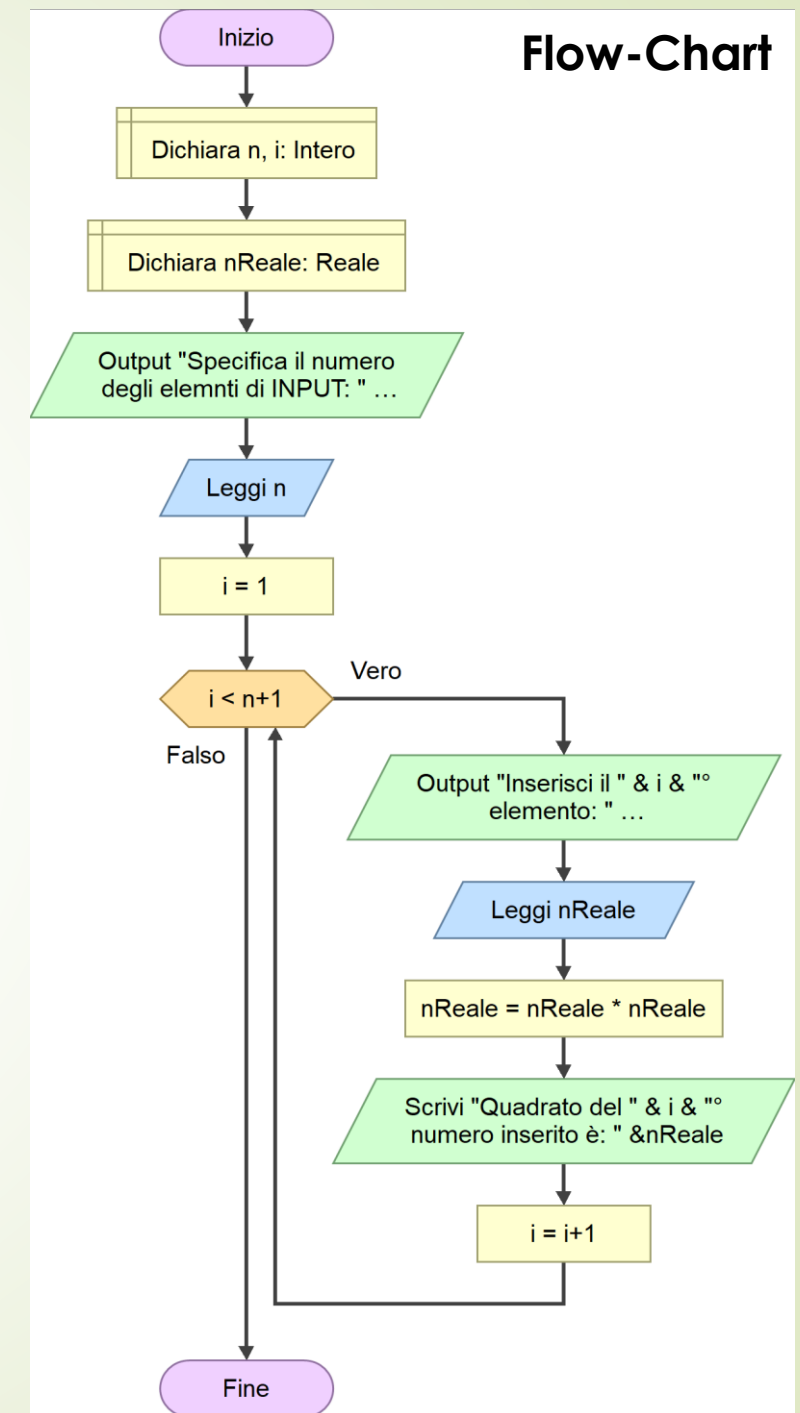 Flow-Chart
Inizio
Dichiara n, i: Intero
Dichiara nReale: Reale
Output "Specifica il numero
degli elemnti di INPUT: " …
Leggi n
i = 1
i < n+1
Vero
Falso
Output "Inserisci il " & i & "°
elemento: " …
Leggi nReale
nReale = nReale * nReale
Scrivi "Quadrato del " & i & "°
numero inserito è: " &nReale
i = i+1
Fine